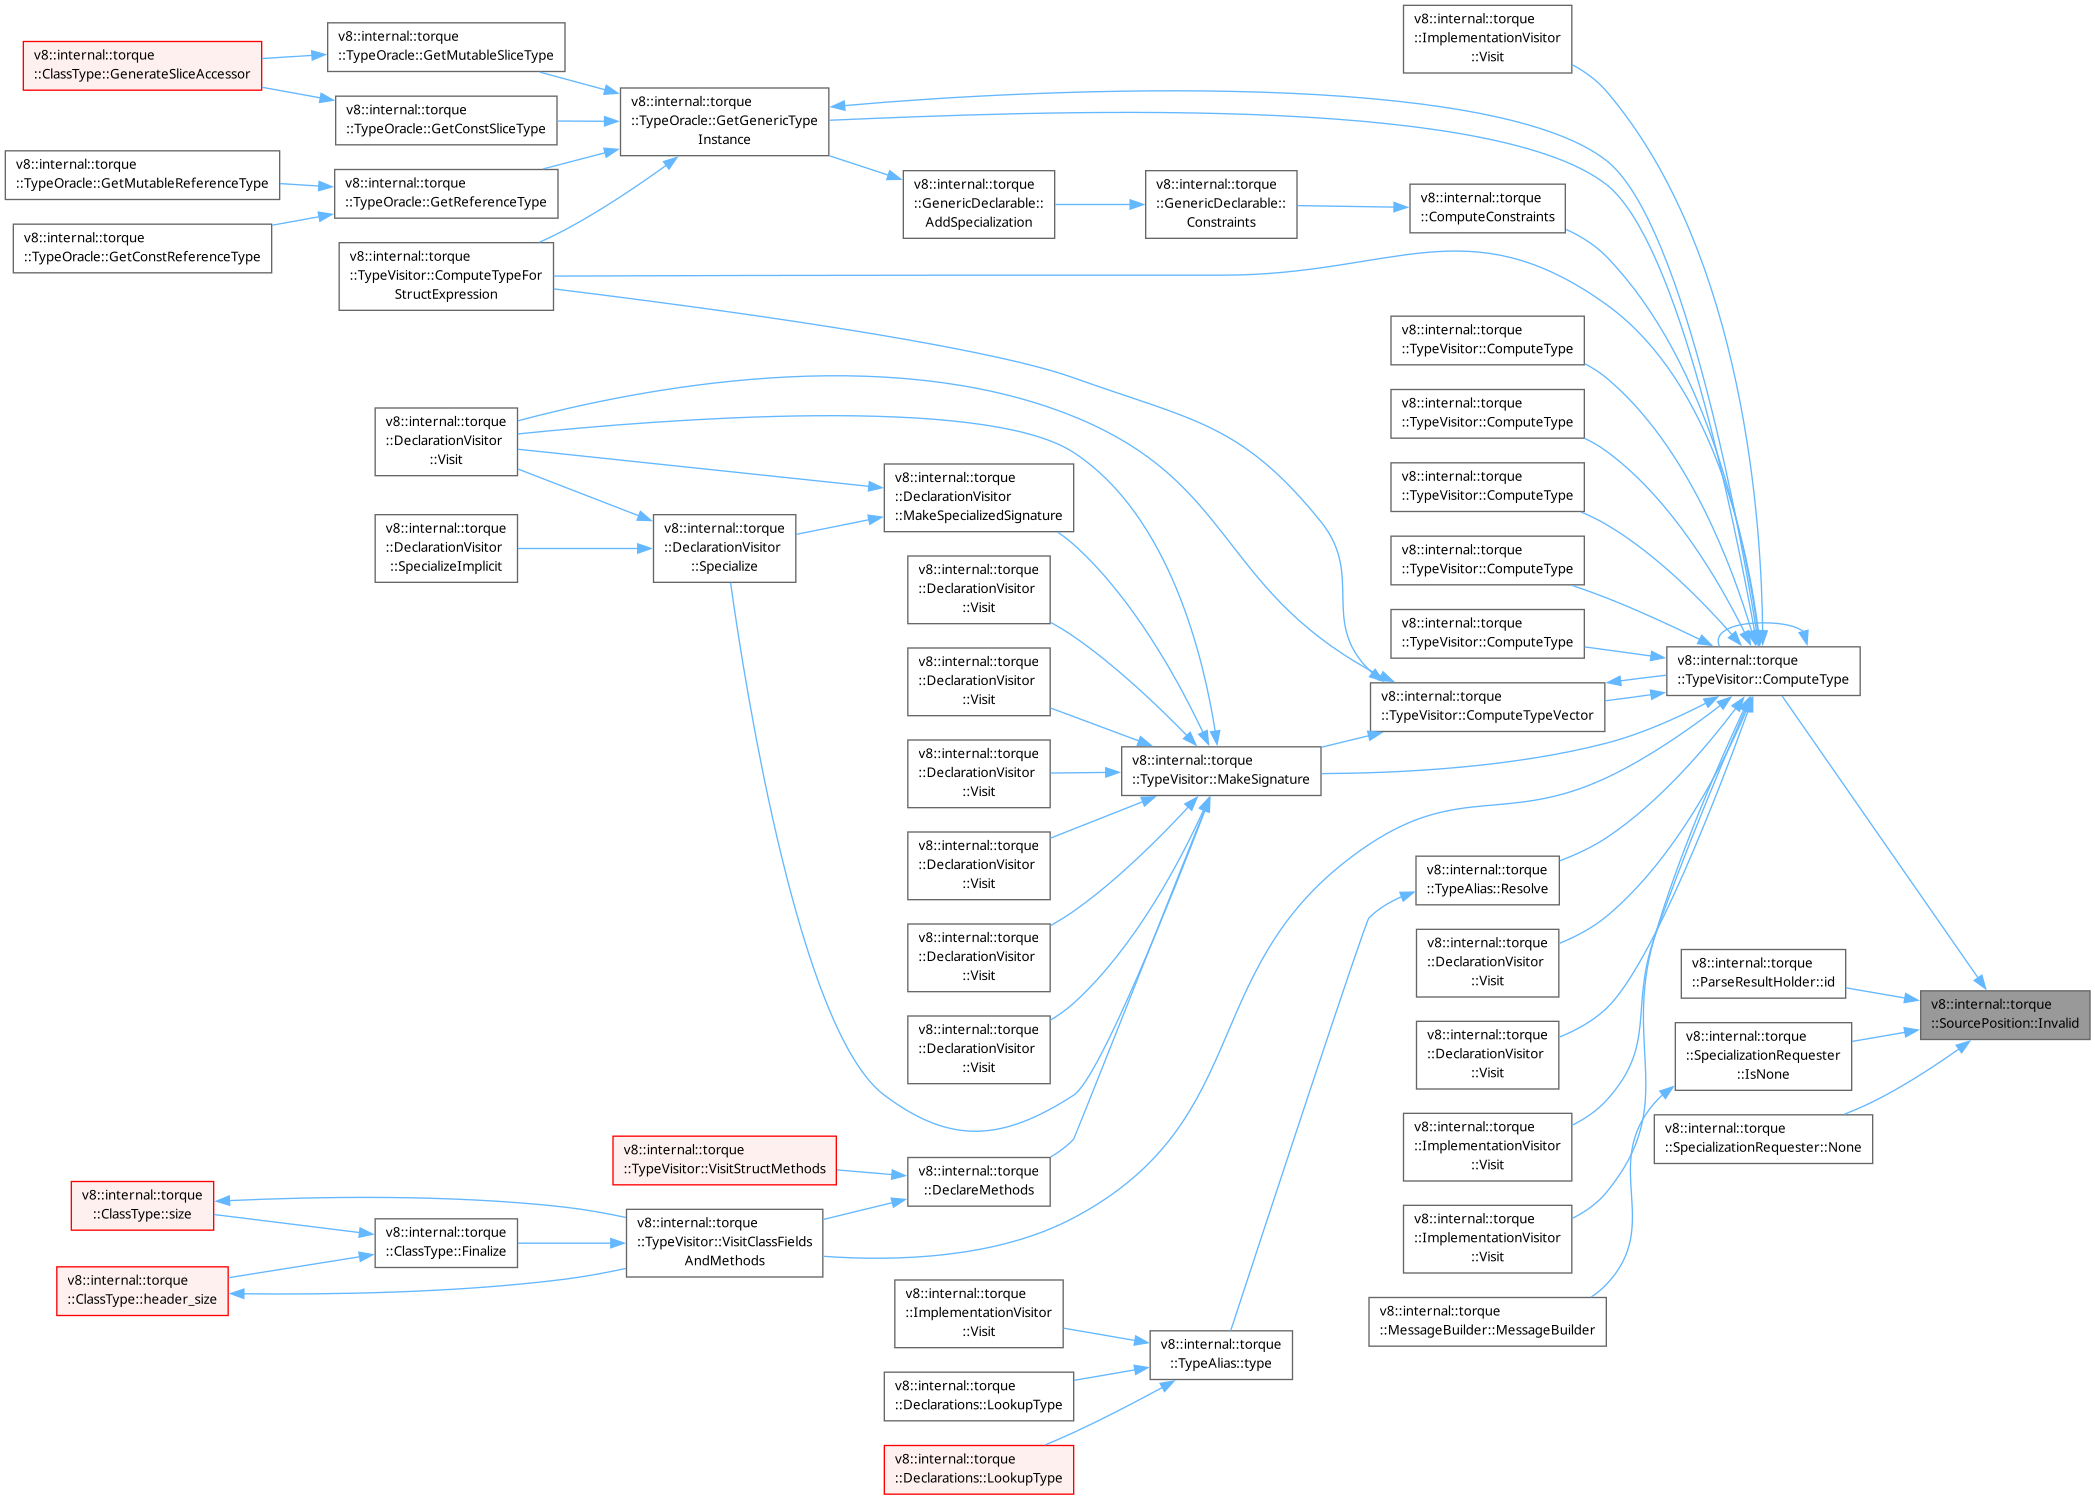 v8::internal::torque
::ClassType::GenerateSliceAccessor
v8::internal::torque
::TypeOracle::GetMutableSliceType
v8::internal::torque
::TypeOracle::GetConstSliceType
v8::internal::torque
::TypeOracle::GetMutableReferenceType
v8::internal::torque
::TypeOracle::GetReferenceType
v8::internal::torque
::TypeOracle::GetConstReferenceType
v8::internal::torque
::TypeVisitor::ComputeTypeFor
StructExpression
v8::internal::torque
::TypeOracle::GetGenericType
Instance
v8::internal::torque
::GenericDeclarable::
AddSpecialization
v8::internal::torque
::GenericDeclarable::
Constraints
v8::internal::torque
::ComputeConstraints
v8::internal::torque
::ImplementationVisitor
::Visit
v8::internal::torque
::TypeVisitor::ComputeType
v8::internal::torque
::TypeVisitor::ComputeType
v8::internal::torque
::TypeVisitor::ComputeType
v8::internal::torque
::TypeVisitor::ComputeType
v8::internal::torque
::TypeVisitor::ComputeType
v8::internal::torque
::TypeVisitor::ComputeType
v8::internal::torque
::TypeVisitor::ComputeTypeVector
v8::internal::torque
::TypeVisitor::MakeSignature
v8::internal::torque
::DeclarationVisitor
::Visit
v8::internal::torque
::DeclarationVisitor
::SpecializeImplicit
v8::internal::torque
::DeclarationVisitor
::Specialize
v8::internal::torque
::DeclarationVisitor
::MakeSpecializedSignature
v8::internal::torque
::DeclarationVisitor
::Visit
v8::internal::torque
::DeclarationVisitor
::Visit
v8::internal::torque
::DeclarationVisitor
::Visit
v8::internal::torque
::DeclarationVisitor
::Visit
v8::internal::torque
::DeclarationVisitor
::Visit
v8::internal::torque
::DeclarationVisitor
::Visit
v8::internal::torque
::DeclareMethods
v8::internal::torque
::TypeVisitor::VisitStructMethods
v8::internal::torque
::TypeVisitor::VisitClassFields
AndMethods
v8::internal::torque
::ClassType::Finalize
v8::internal::torque
::ClassType::size
v8::internal::torque
::ClassType::header_size
v8::internal::torque
::TypeAlias::Resolve
v8::internal::torque
::DeclarationVisitor
::Visit
v8::internal::torque
::DeclarationVisitor
::Visit
v8::internal::torque
::ImplementationVisitor
::Visit
v8::internal::torque
::ImplementationVisitor
::Visit
v8::internal::torque
::MessageBuilder::MessageBuilder
v8::internal::torque
::ParseResultHolder::id
v8::internal::torque
::SpecializationRequester
::IsNone
v8::internal::torque
::SpecializationRequester::None
v8::internal::torque
::SourcePosition::Invalid
v8::internal::torque
::TypeAlias::type
v8::internal::torque
::ImplementationVisitor
::Visit
v8::internal::torque
::Declarations::LookupType
v8::internal::torque
::Declarations::LookupType